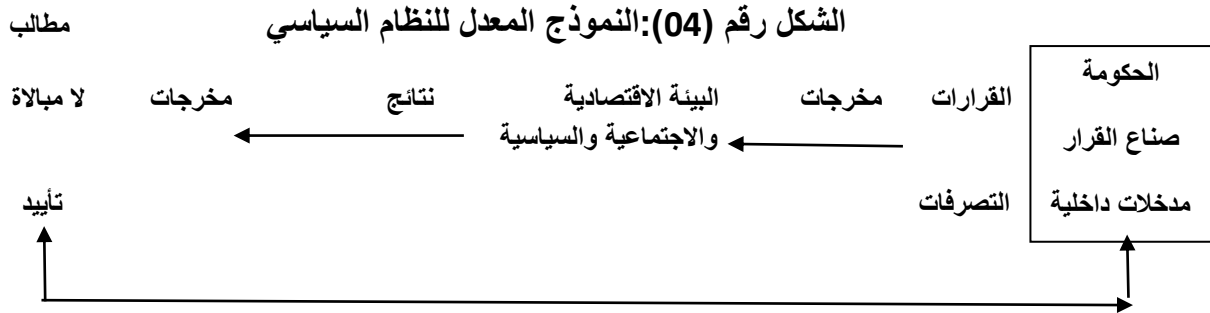 الشكل رقم (04):النموذج المعدل للنظام السياسي مطالب
الحكومة
القرارات مخرجات البيئة الاقتصادية نتائج مخرجات لا مبالاة
صناع القرار والاجتماعية والسياسية
مدخلات داخلية التصرفات تأييد